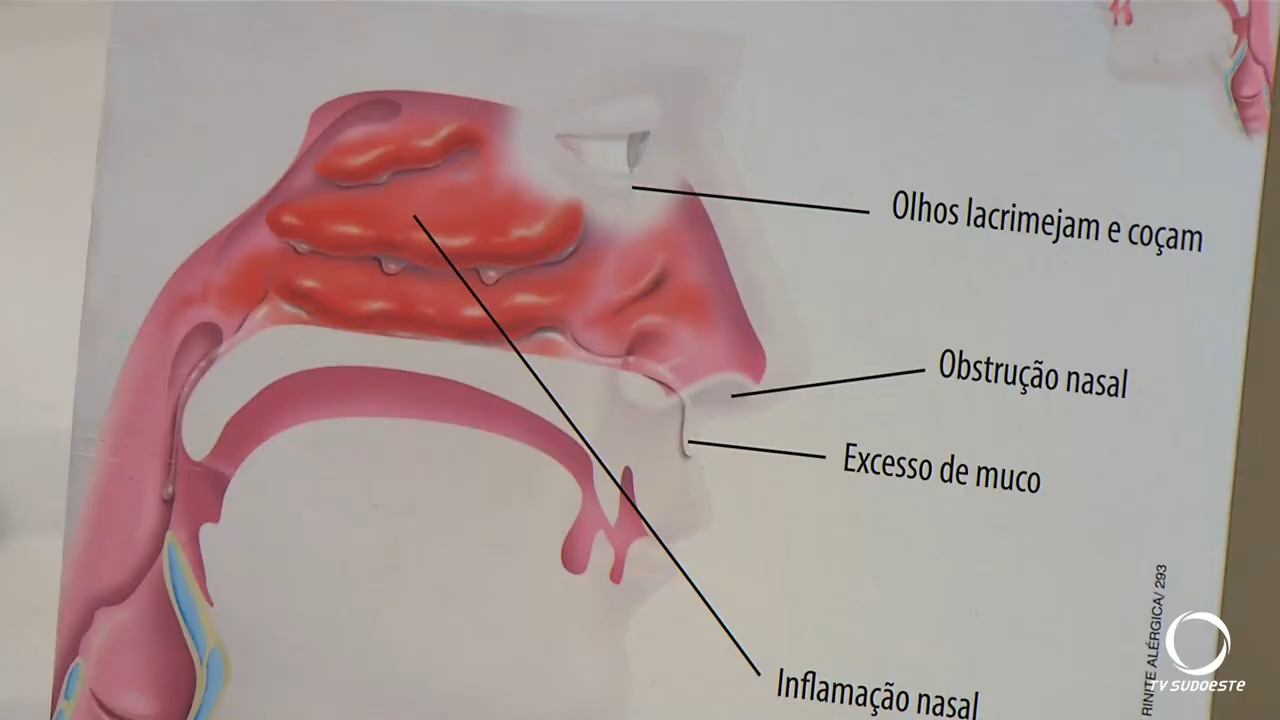 Olhos lacrimejam e coçam
Obstrução nasal
Excesso de muco
Inflamação nasal
RINITE ALÉRGICA/ 293
TV SUDOESTE